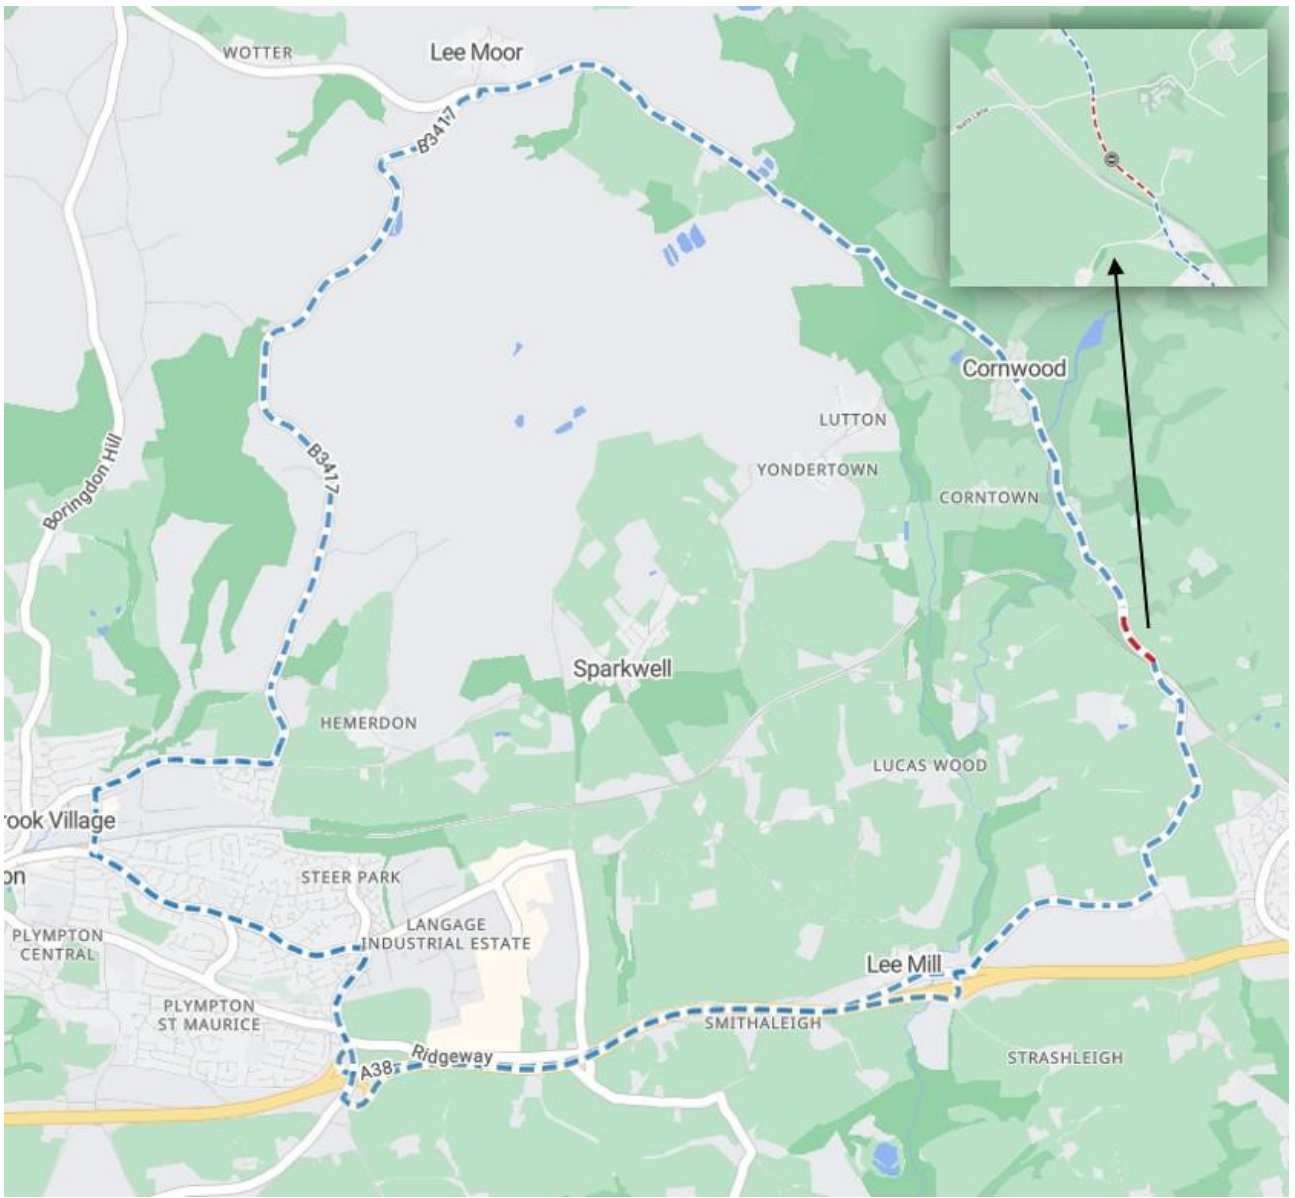 WOTTER
Lee Moor
B3417
Cornwood
LUTTON
B3417
YONDERTOWN
Boringdon Hill
CORNTOWN
Sparkwell
HEMERDON
LUCAS WOOD
rook Village
STEER PARK
on
LANGAGE
INDUSTRIAL ESTATE
PLYMPTON
CENTRAL
Lee Mill
PLYMPTON
ST MAURICE
SMITHALEIGH
Ridgeway
STRASHLEIGH
A38